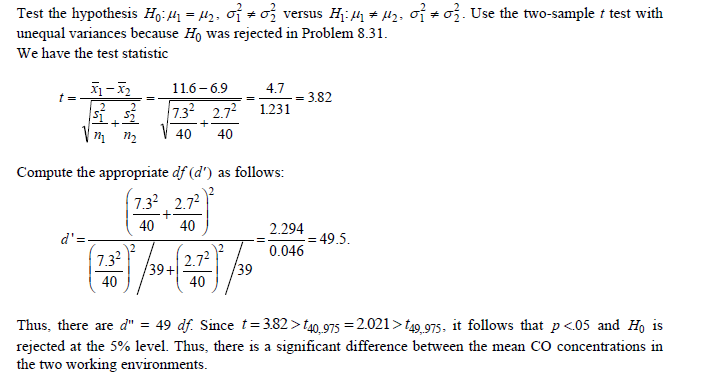 Test the hypothesis H₀: μ₁ = μ₂, σ₁² ≠ σ₂² versus H₁: μ₁ ≠ μ₂, σ₁² ≠ σ₂². Use the two-sample t test with
unequal variances because H₀ was rejected in Problem 8.31.
We have the test statistic
t = (x̄₁ − x̄₂) / √(s₁²/n₁ + s₂²/n₂) = (11.6 − 6.9) / √(7.3²/40 + 2.7²/40) = 4.7/1.231 = 3.82
Compute the appropriate df (d') as follows:
d' = (7.3²/40 + 2.7²/40)² / ((7.3²/40)²/39 + (2.7²/40)²/39) = 2.294/0.046 = 49.5.
Thus, there are d" = 49 df. Since t = 3.82 > t₄₀,.₉₇₅ = 2.021 > t₄₉,.₉₇₅, it follows that p <.05 and H₀ is
rejected at the 5% level. Thus, there is a significant difference between the mean CO concentrations in
the two working environments.